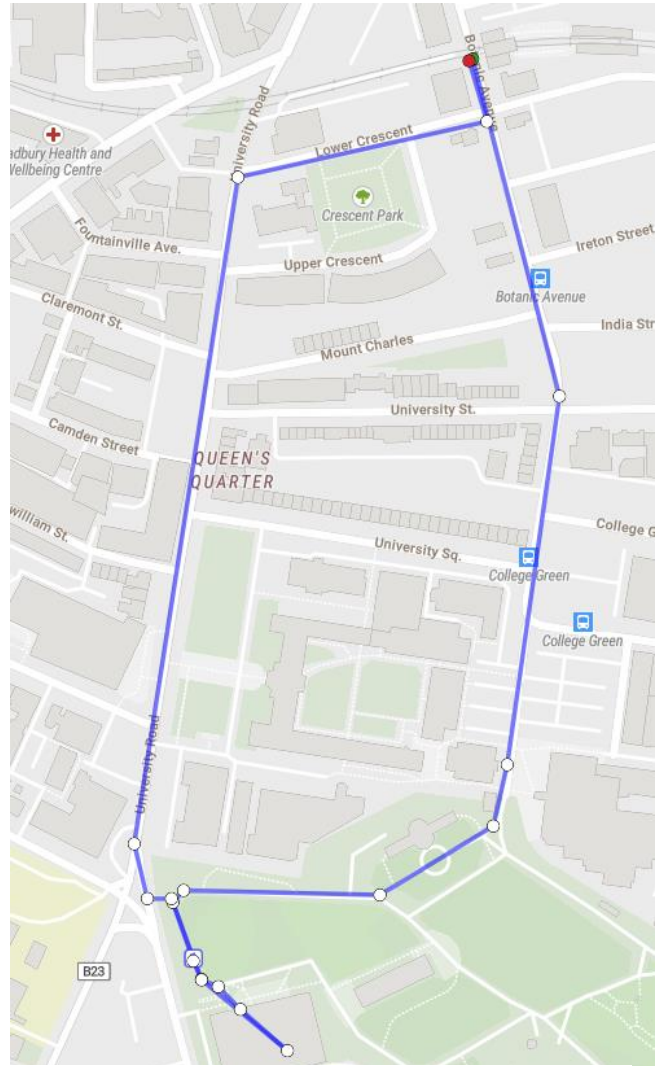 Botanic Avenue
University Road
Lower Crescent
adbury Health and
Wellbeing Centre
Crescent Park
Fountainville Ave.
Ireton Street
Upper Crescent
Botanic Avenue
Claremont St.
India Str
Mount Charles
University St.
Camden Street
QUEEN'S
QUARTER
william St.
College G
University Sq.
College Green
College Green
University Road
B23